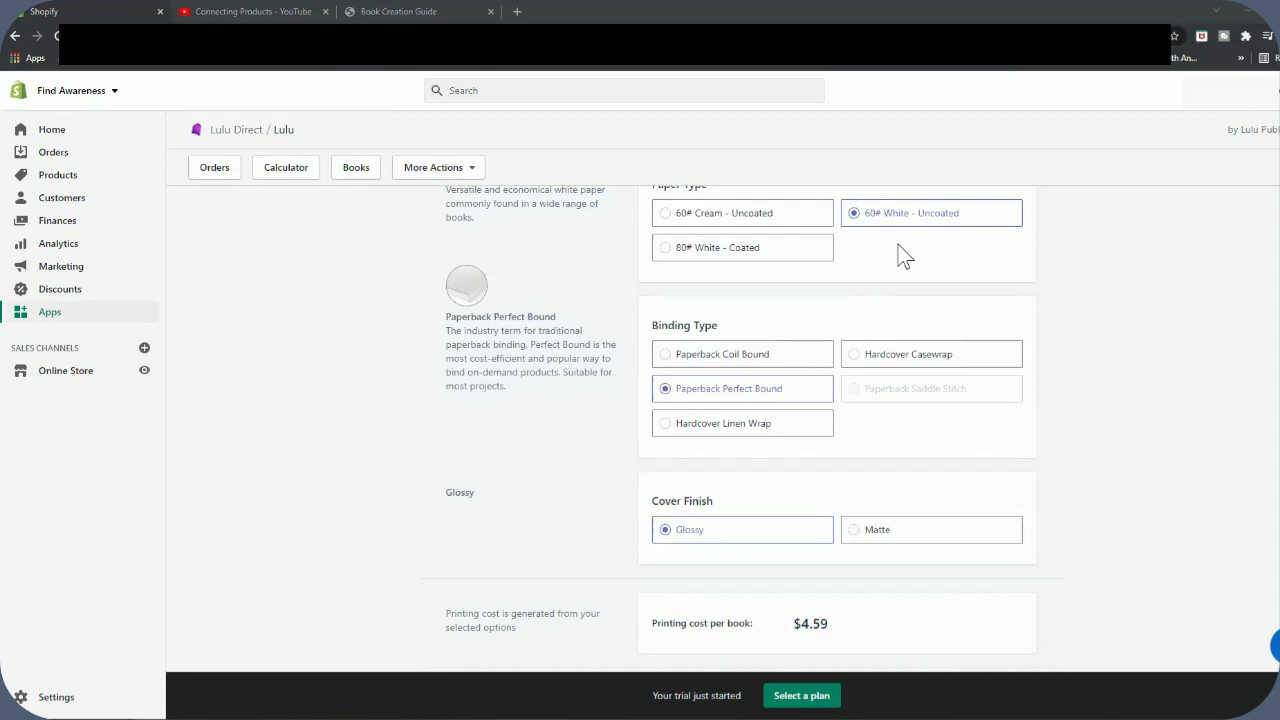 Shopify
Connecting Products - YouTube
Book Creation Guide
Apps
th An...
Find Awareness
Search
Home
Orders
Products
Customers
Finances
Analytics
Marketing
Discounts
Apps
SALES CHANNELS
Online Store
Settings
Lulu Direct / Lulu
by Lulu Publ
Orders
Calculator
Books
More Actions
Versatile and economical white paper
commonly found in a wide range of
books.
Paper Type
60# Cream - Uncoated
60# White - Uncoated
80# White - Coated
Paperback Perfect Bound
The industry term for traditional
paperback binding, Perfect Bound is the
most cost-efficient and popular way to
bind on-demand products. Suitable for
most projects.
Binding Type
Paperback Coil Bound
Hardcover Casewrap
Paperback Perfect Bound
Paperback Saddle Stitch
Hardcover Linen Wrap
Glossy
Cover Finish
Glossy
Matte
Printing cost is generated from your
selected options
Printing cost per book: $4.59
Your trial just started
Select a plan